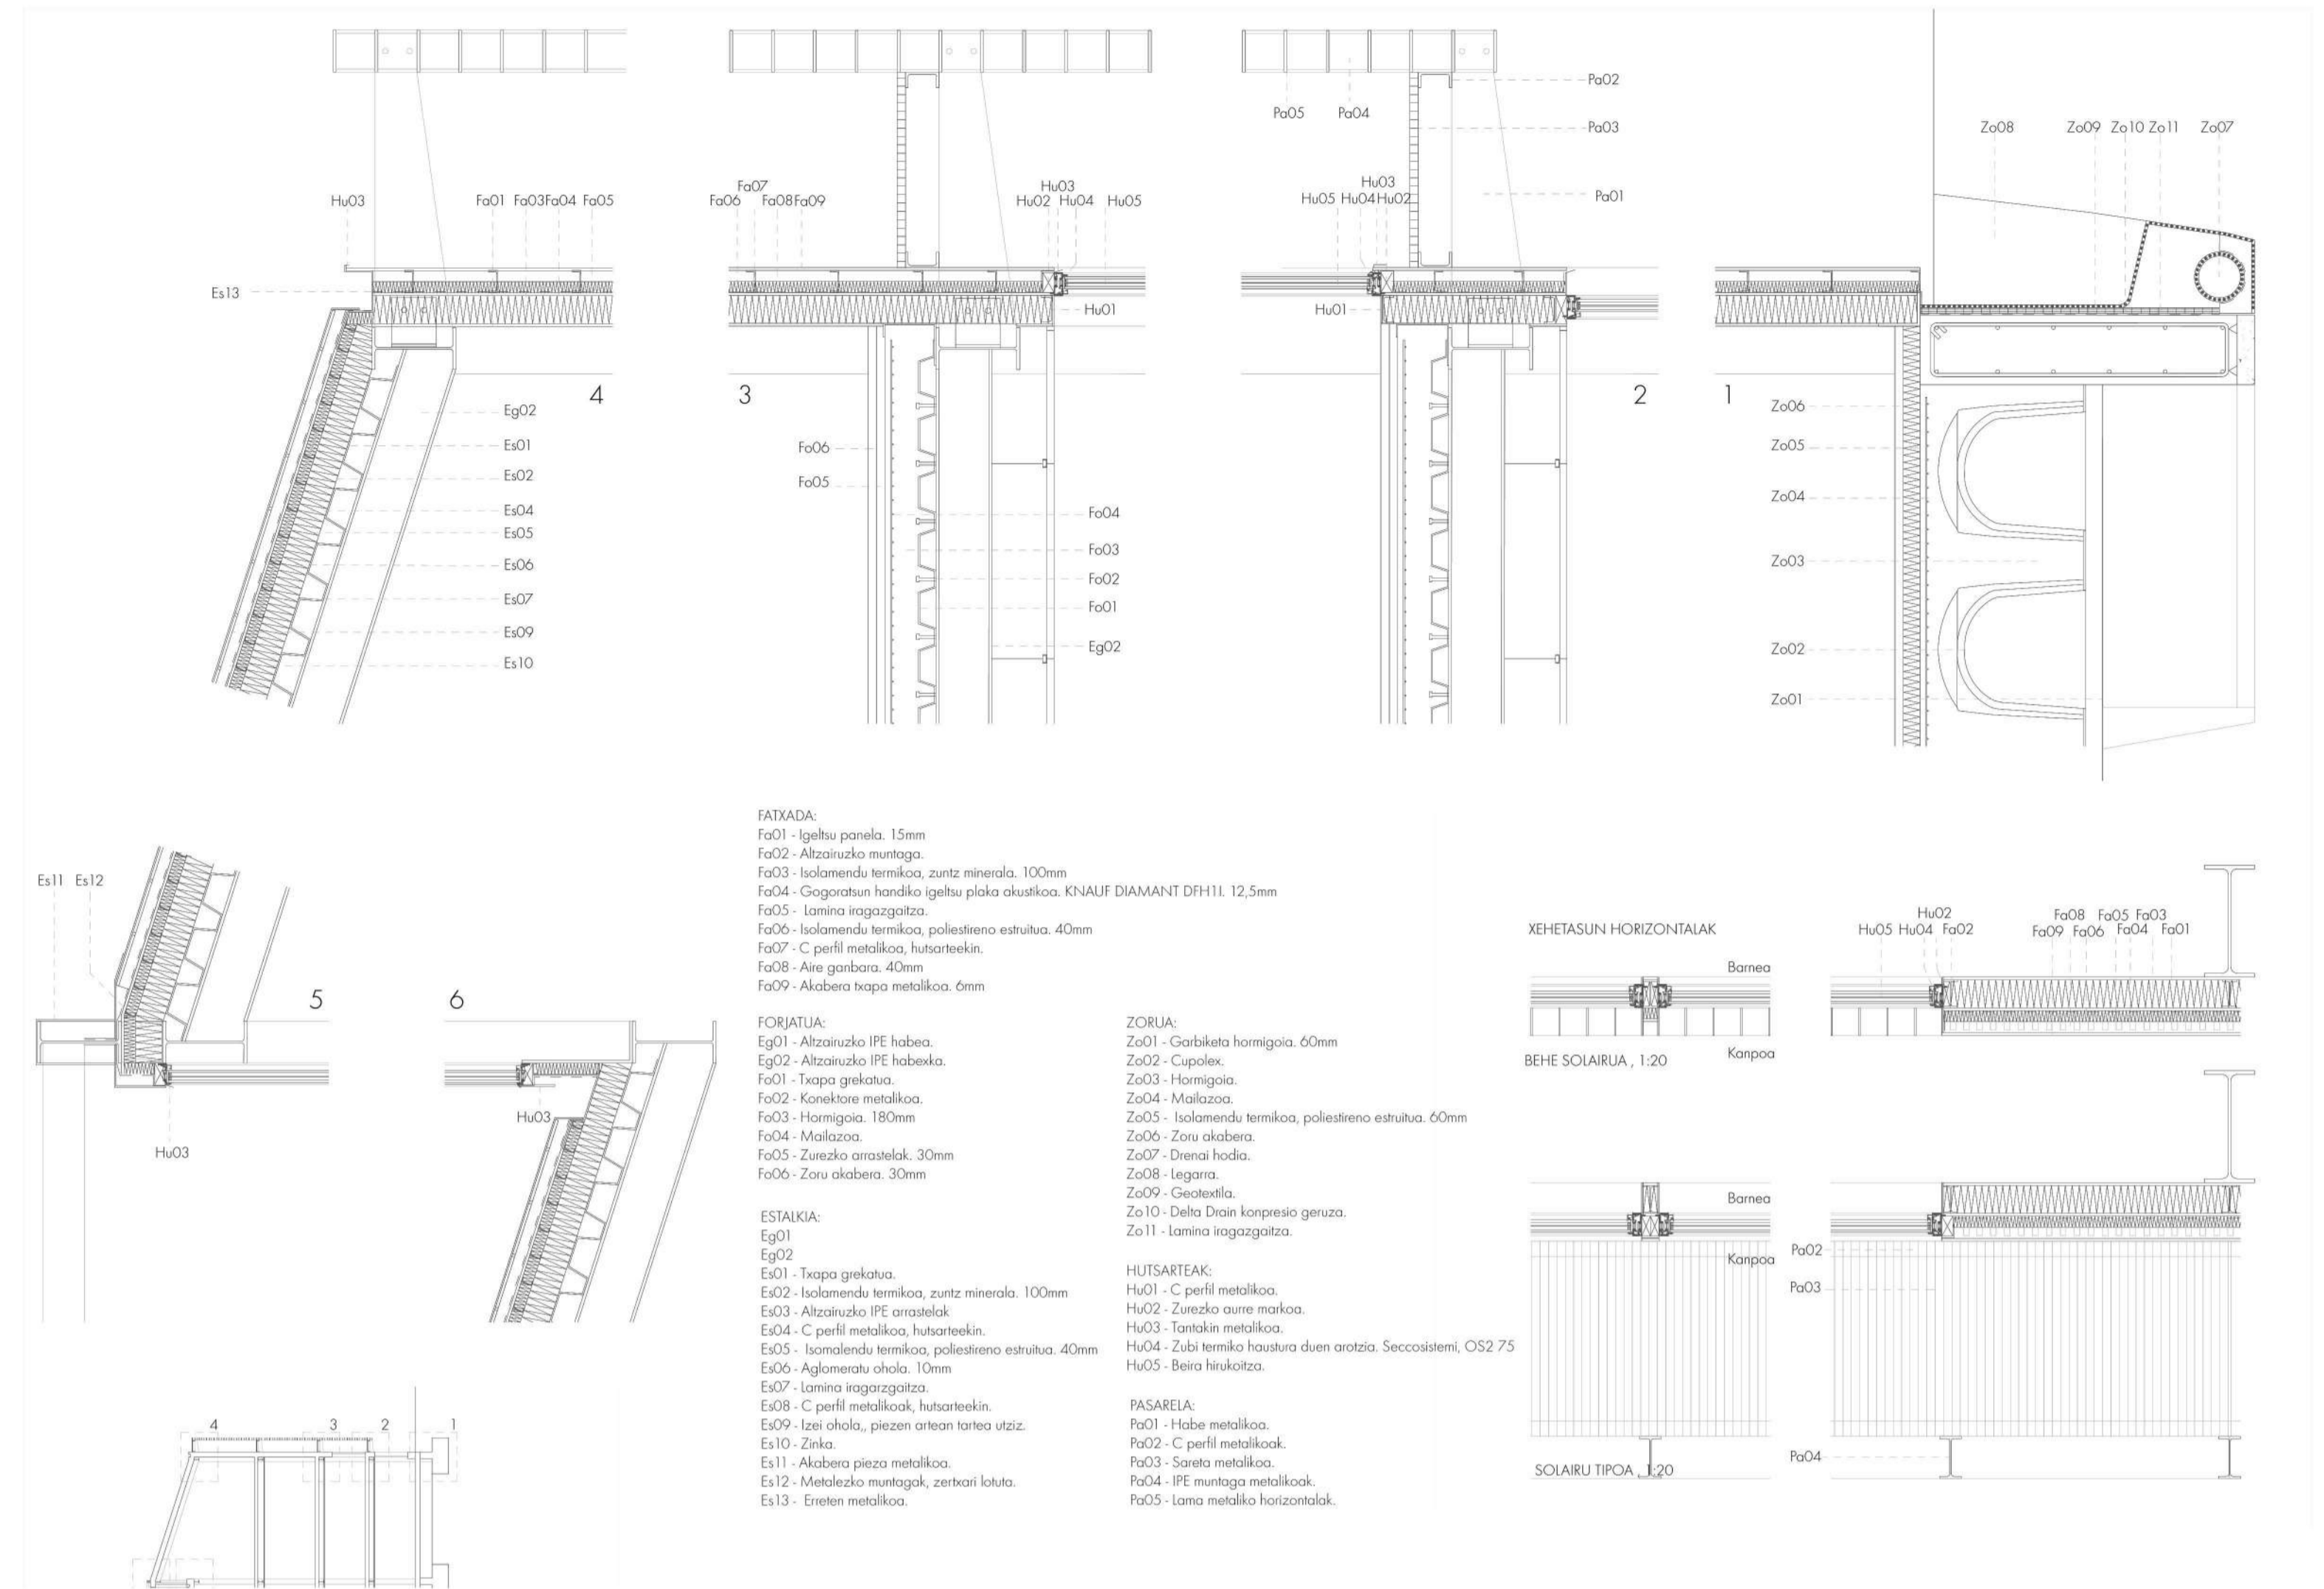 Pa02
Pa05
Pa04
Pa03
Zo08
Zo09
Zo10
Zo11
Zo07
Hu03
Fa01
Fa03
Fa04
Fa05
Fa07
Fa06
Fa08
Fa09
Hu03
Hu02
Hu04
Hu05
Hu03
Hu05
Hu04
Hu02
Pa01
Es13
Hu01
Hu01
4
3
2
1
Eg02
Es01
Es02
Es04
Es05
Es06
Es07
Es09
Es10
Fo06
Fo05
Fo04
Fo03
Fo02
Fo01
Eg02
Zo06
Zo05
Zo04
Zo03
Zo02
Zo01
Es11
Es12
5
Hu03
6
Hu03
FATXADA:
Fa01 - Igeltsu panela. 15mm
Fa02 - Altzairuzko muntaga.
Fa03 - Isolamendu termikoa, zuntz minerala. 100mm
Fa04 - Gogoratsun handiko igeltsu plaka akustikoa. KNAUF DIAMANT DFH1I. 12,5mm
Fa05 - Lamina iragazgaitza.
Fa06 - Isolamendu termikoa, poliestireno estruitua. 40mm
Fa07 - C perfil metalikoa, hutsarteekin.
Fa08 - Aire ganbara. 40mm
Fa09 - Akabera txapa metalikoa. 6mm
FORJATUA:
Eg01 - Altzairuzko IPE habea.
Eg02 - Altzairuzko IPE habexka.
Fo01 - Txapa grekatua.
Fo02 - Konektore metalikoa.
Fo03 - Hormigoia. 180mm
Fo04 - Mailazoa.
Fo05 - Zurezko arrastelak. 30mm
Fo06 - Zoru akabera. 30mm
ESTALKIA:
Eg01
Eg02
Es01 - Txapa grekatua.
Es02 - Isolamendu termikoa, zuntz minerala. 100mm
Es03 - Altzairuzko IPE arrastelak
Es04 - C perfil metalikoa, hutsarteekin.
Es05 - Isomalendu termikoa, poliestireno estruitua. 40mm
Es06 - Aglomeratu ohola. 10mm
Es07 - Lamina iragarzgaitza.
Es08 - C perfil metalikoak, hutsarteekin.
Es09 - Izei ohola,, piezen artean tartea utziz.
Es10 - Zinka.
Es11 - Akabera pieza metalikoa.
Es12 - Metalezko muntagak, zertxari lotuta.
Es13 - Erreten metalikoa.
ZORUA:
Zo01 - Garbiketa hormigoia. 60mm
Zo02 - Cupolex.
Zo03 - Hormigoia.
Zo04 - Mailazoa.
Zo05 - Isolamendu termikoa, poliestireno estruitua. 60mm
Zo06 - Zoru akabera.
Zo07 - Drenai hodia.
Zo08 - Legarra.
Zo09 - Geotextila.
Zo10 - Delta Drain konpresio geruza.
Zo11 - Lamina iragazgaitza.
HUTSARTEAK:
Hu01 - C perfil metalikoa.
Hu02 - Zurezko aurre markoa.
Hu03 - Tantakin metalikoa.
Hu04 - Zubi termiko haustura duen arotzia. Seccosistemi, OS2 75
Hu05 - Beira hirukoitza.
PASARELA:
Pa01 - Habe metalikoa.
Pa02 - C perfil metalikoak.
Pa03 - Sareta metalikoa.
Pa04 - IPE muntaga metalikoak.
Pa05 - Lama metaliko horizontalak.
XEHETASUN HORIZONTALAK
Barnea
Kanpoa
BEHE SOLAIRUA , 1:20
Hu02
Hu05
Hu04
Fa02
Fa08
Fa05
Fa03
Fa09
Fa06
Fa04
Fa01
Barnea
Kanpoa
Pa02
Pa03
Pa04
SOLAIRU TIPOA , 1:20
4
3
2
1